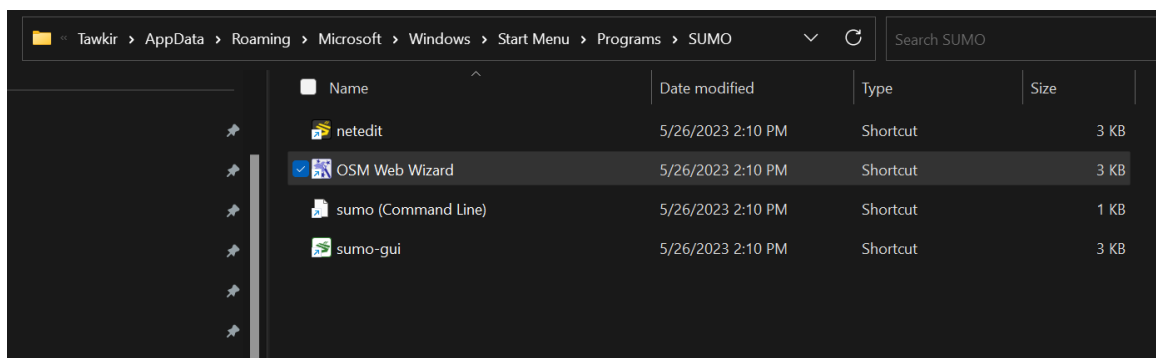 « Tawkir > AppData > Roaming > Microsoft > Windows > Start Menu > Programs > SUMO Search SUMO
Name Date modified Type Size
netedit 5/26/2023 2:10 PM Shortcut 3 KB
OSM Web Wizard 5/26/2023 2:10 PM Shortcut 3 KB
sumo (Command Line) 5/26/2023 2:10 PM Shortcut 1 KB
sumo-gui 5/26/2023 2:10 PM Shortcut 3 KB